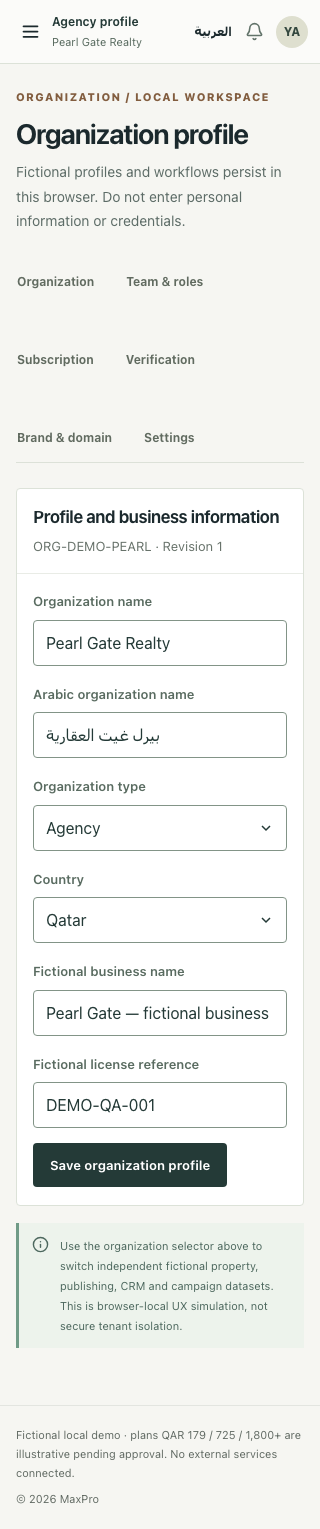 Agency profile
Pearl Gate Realty
العربية
YA
ORGANIZATION / LOCAL WORKSPACE
Organization profile
Fictional profiles and workflows persist in
this browser. Do not enter personal
information or credentials.
Organization
Team & roles
Subscription
Verification
Brand & domain
Settings
Profile and business information
ORG-DEMO-PEARL · Revision 1
Organization name
Pearl Gate Realty
Arabic organization name
بيرل غيت العقارية
Organization type
Agency
Country
Qatar
Fictional business name
Pearl Gate — fictional business
Fictional license reference
DEMO-QA-001
Save organization profile
Use the organization selector above to
switch independent fictional property,
publishing, CRM and campaign datasets.
This is browser-local UX simulation, not
secure tenant isolation.
Fictional local demo · plans QAR 179 / 725 / 1,800+ are
illustrative pending approval. No external services
connected.
© 2026 MaxPro